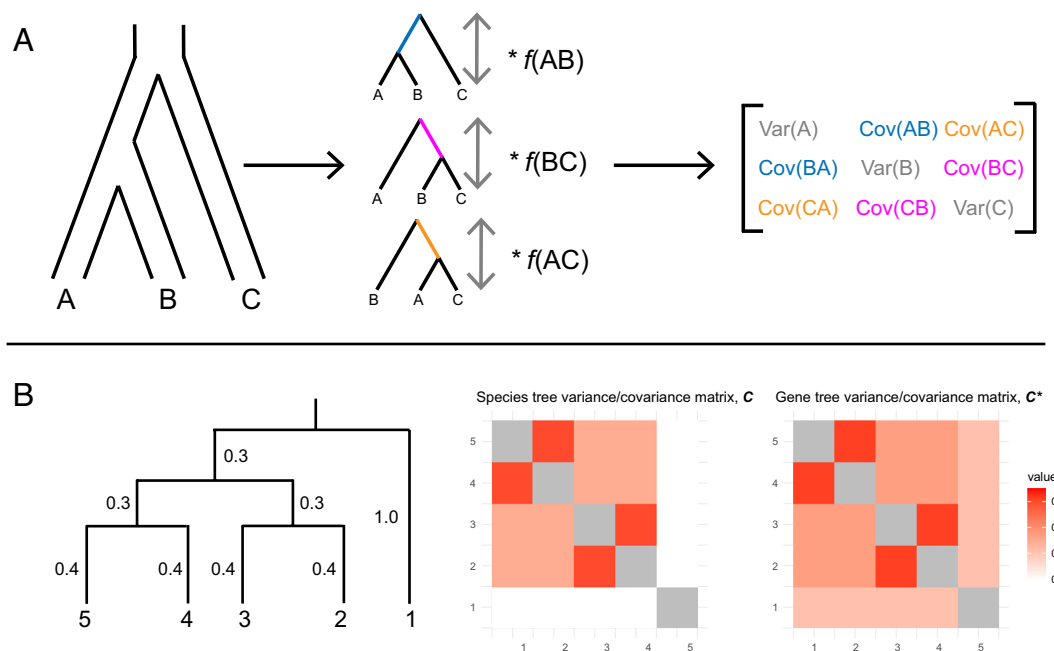 A
A B C
* f(AB)
A B C
* f(BC)
B A C
* f(AC)
A B C
Var(A) Cov(AB) Cov(AC)
Cov(BA) Var(B) Cov(BC)
Cov(CA) Cov(CB) Var(C)
B
0.3
0.3 0.3
1.0
0.4 0.4 0.4 0.4
5 4 3 2 1
Species tree variance/covariance matrix, C
5
4
3
2
1
1 2 3 4 5
Gene tree variance/covariance matrix, C*
5
4
3
2
1
1 2 3 4 5
value